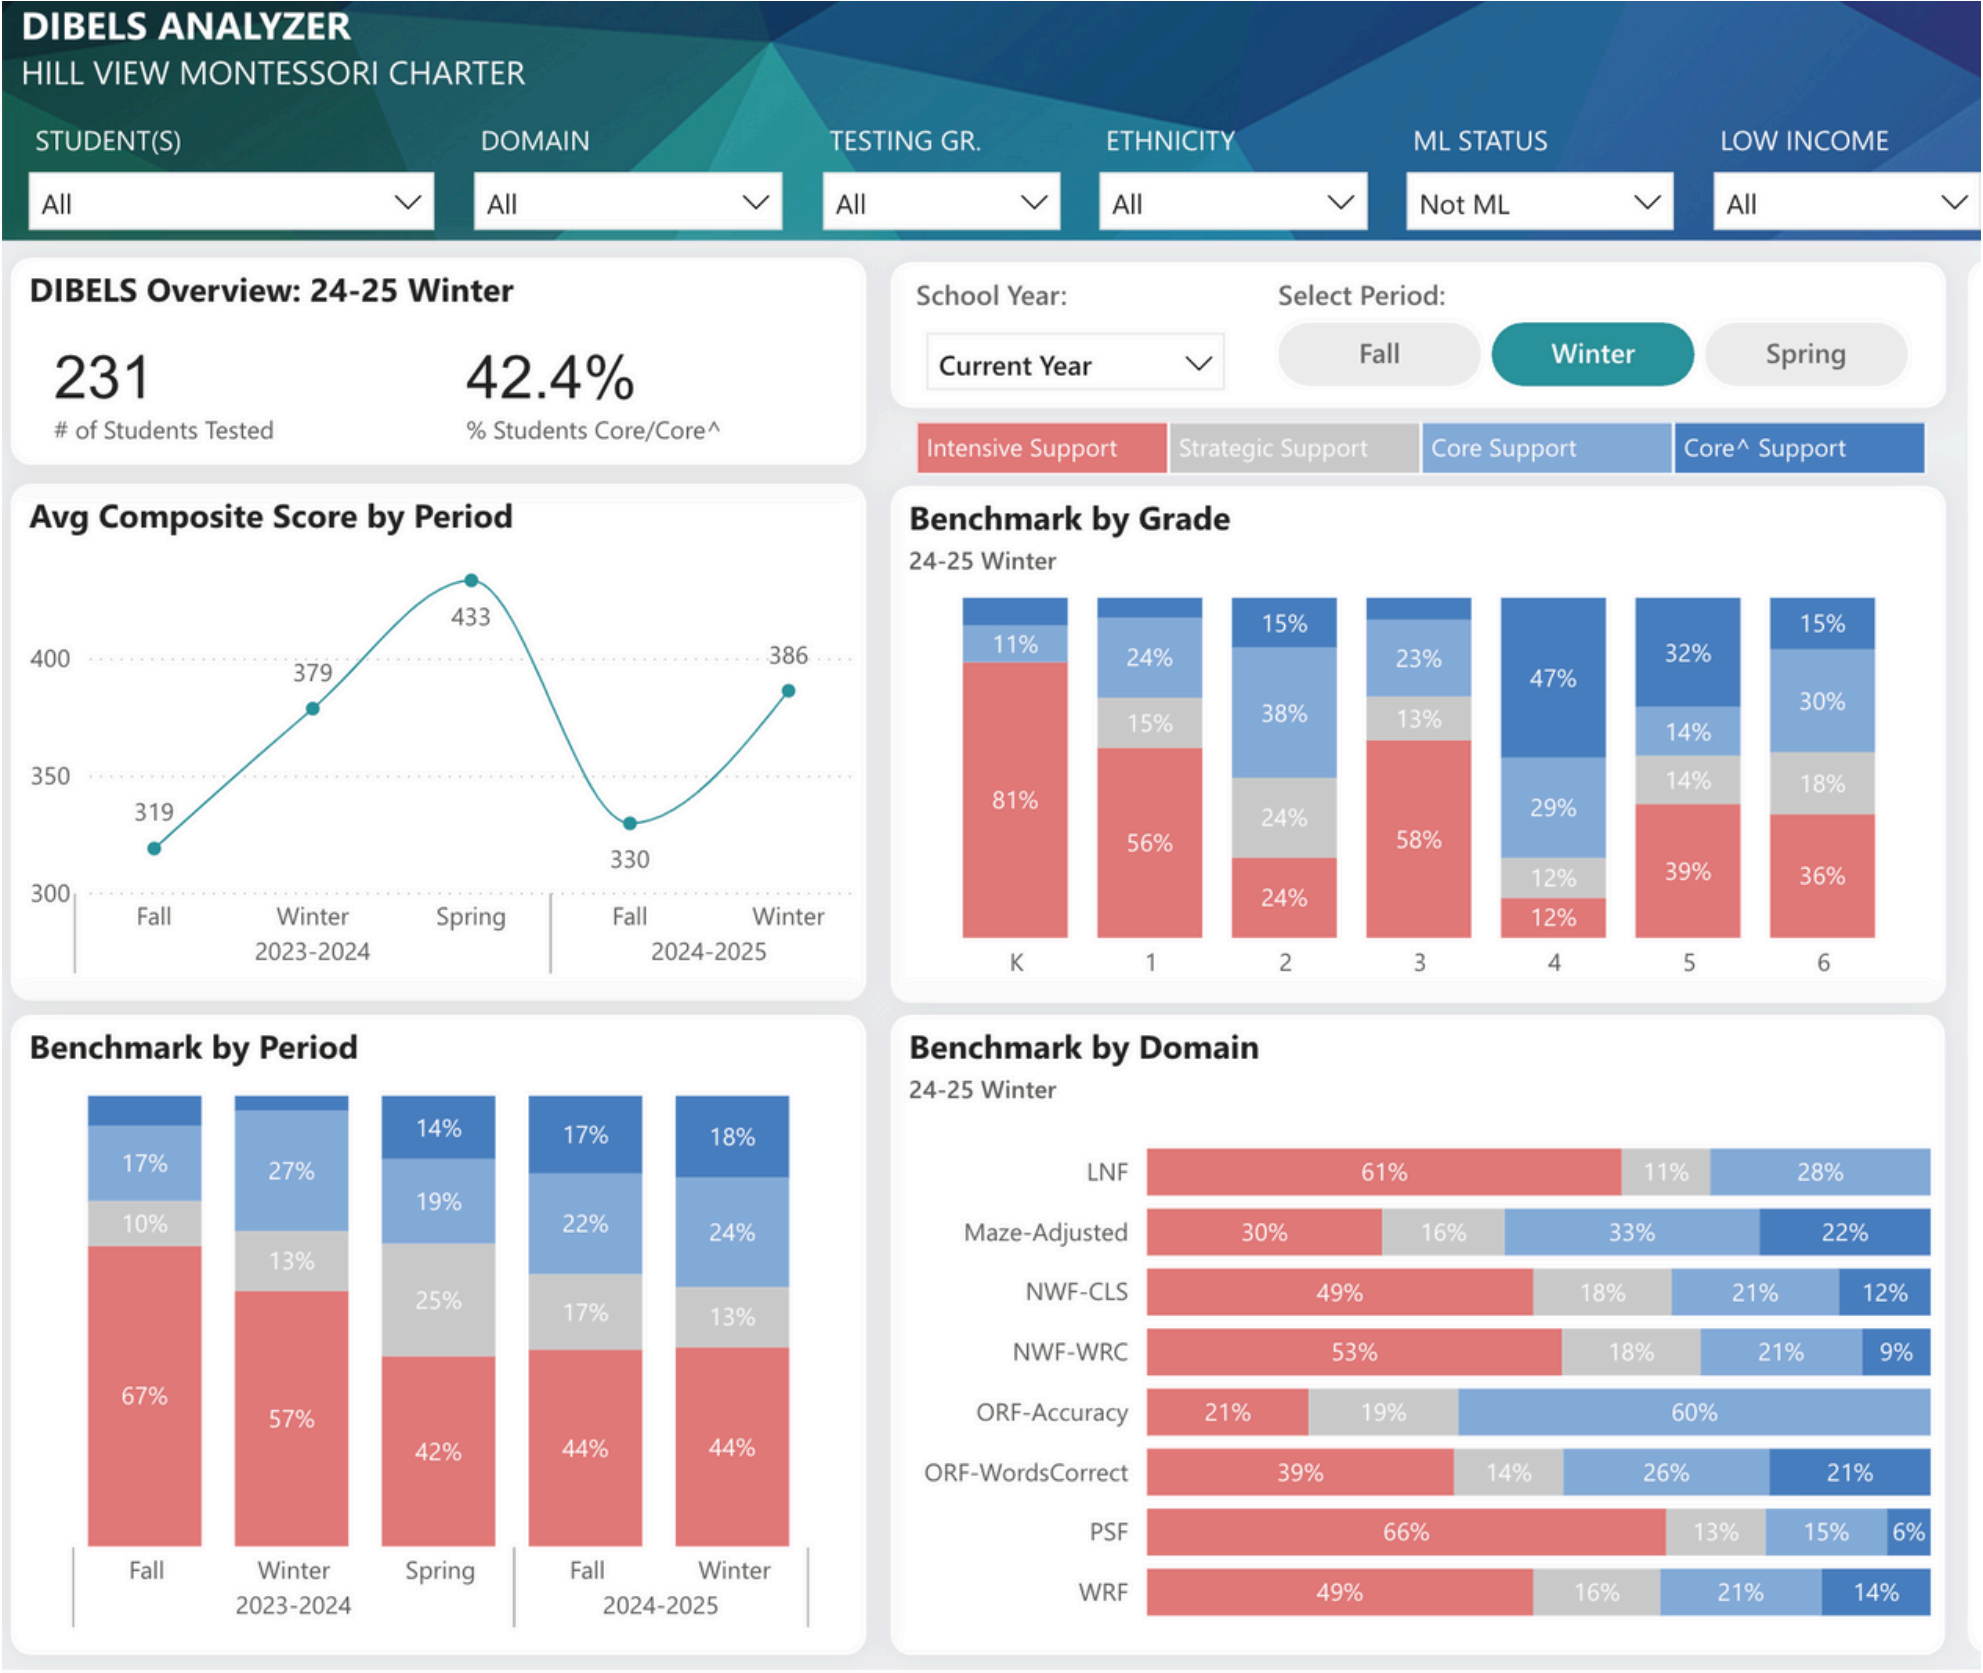 DIBELS ANALYZER
HILL VIEW MONTESSORI CHARTER
STUDENT(S) DOMAIN TESTING GR. ETHNICITY ML STATUS LOW INCOME
All All All All Not ML All
DIBELS Overview: 24-25 Winter
231 42.4%
# of Students Tested % Students Core/Core^
School Year: Select Period:
Current Year Fall Winter Spring
Intensive Support Strategic Support Core Support Core^ Support
Avg Composite Score by Period
433
400
379
386
350
319
330
300
Fall Winter Spring Fall Winter
2023-2024 2024-2025
Benchmark by Grade
24-25 Winter
11% 81%
24% 15% 56%
15% 38% 24% 24%
23% 13% 58%
47% 29% 12% 12%
32% 14% 14% 39%
15% 30% 18% 36%
K 1 2 3 4 5 6
Benchmark by Period
17% 10% 67%
27% 13% 57%
14% 19% 25% 42%
17% 22% 17% 44%
18% 24% 13% 44%
Fall Winter Spring Fall Winter
2023-2024 2024-2025
Benchmark by Domain
24-25 Winter
LNF 61% 11% 28%
Maze-Adjusted 30% 16% 33% 22%
NWF-CLS 49% 18% 21% 12%
NWF-WRC 53% 18% 21% 9%
ORF-Accuracy 21% 19% 60%
ORF-WordsCorrect 39% 14% 26% 21%
PSF 66% 13% 15% 6%
WRF 49% 16% 21% 14%